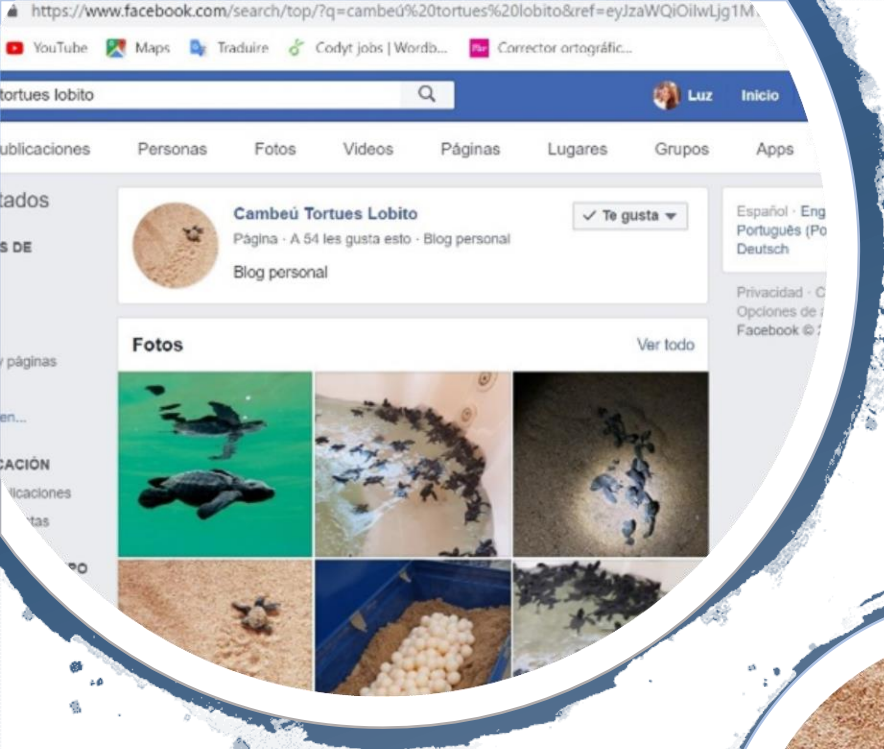 https://www.facebook.com/search/top/?q=cambeú%20tortues%20lobito&ref=eyJzaWQiOiIwLjg1M
YouTube Maps Traduire Codyt jobs | Wordb... Corrector ortográfic...
tortues lobito
Luz Inicio
ublicaciones Personas Fotos Videos Páginas Lugares Grupos Apps
tados
S DE
y páginas
en...
CACIÓN
licaciones
tas
PO
Cambeú Tortues Lobito
Te gusta
Página · A 54 les gusta esto · Blog personal
Blog personal
Fotos
Ver todo
Español · Eng
Português (Po
Deutsch
Privacidad · C
Opciones de a
Facebook © 2